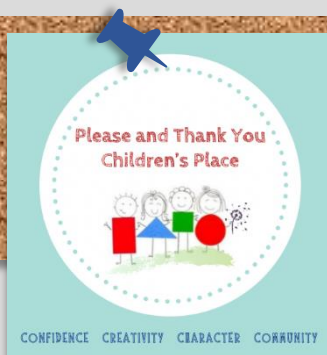 Please and Thank You
Children's Place
CONFIDENCE CREATIVITY CHARACTER COMMUNITY